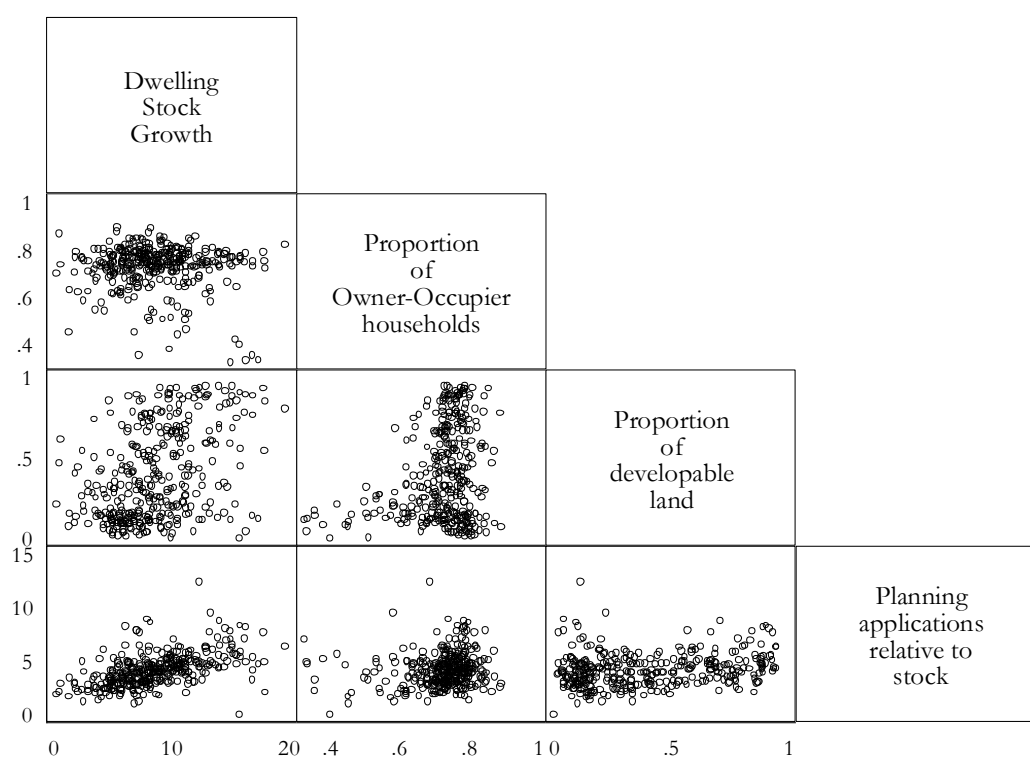 Dwelling
Stock
Growth
1
.8
.6
.4
Proportion
of
Owner-Occupier
households
1
.5
0
Proportion
of
developable
land
15
10
5
0
Planning
applications
relative to
stock
0 10 20 .4 .6 .8 1 0 .5 1